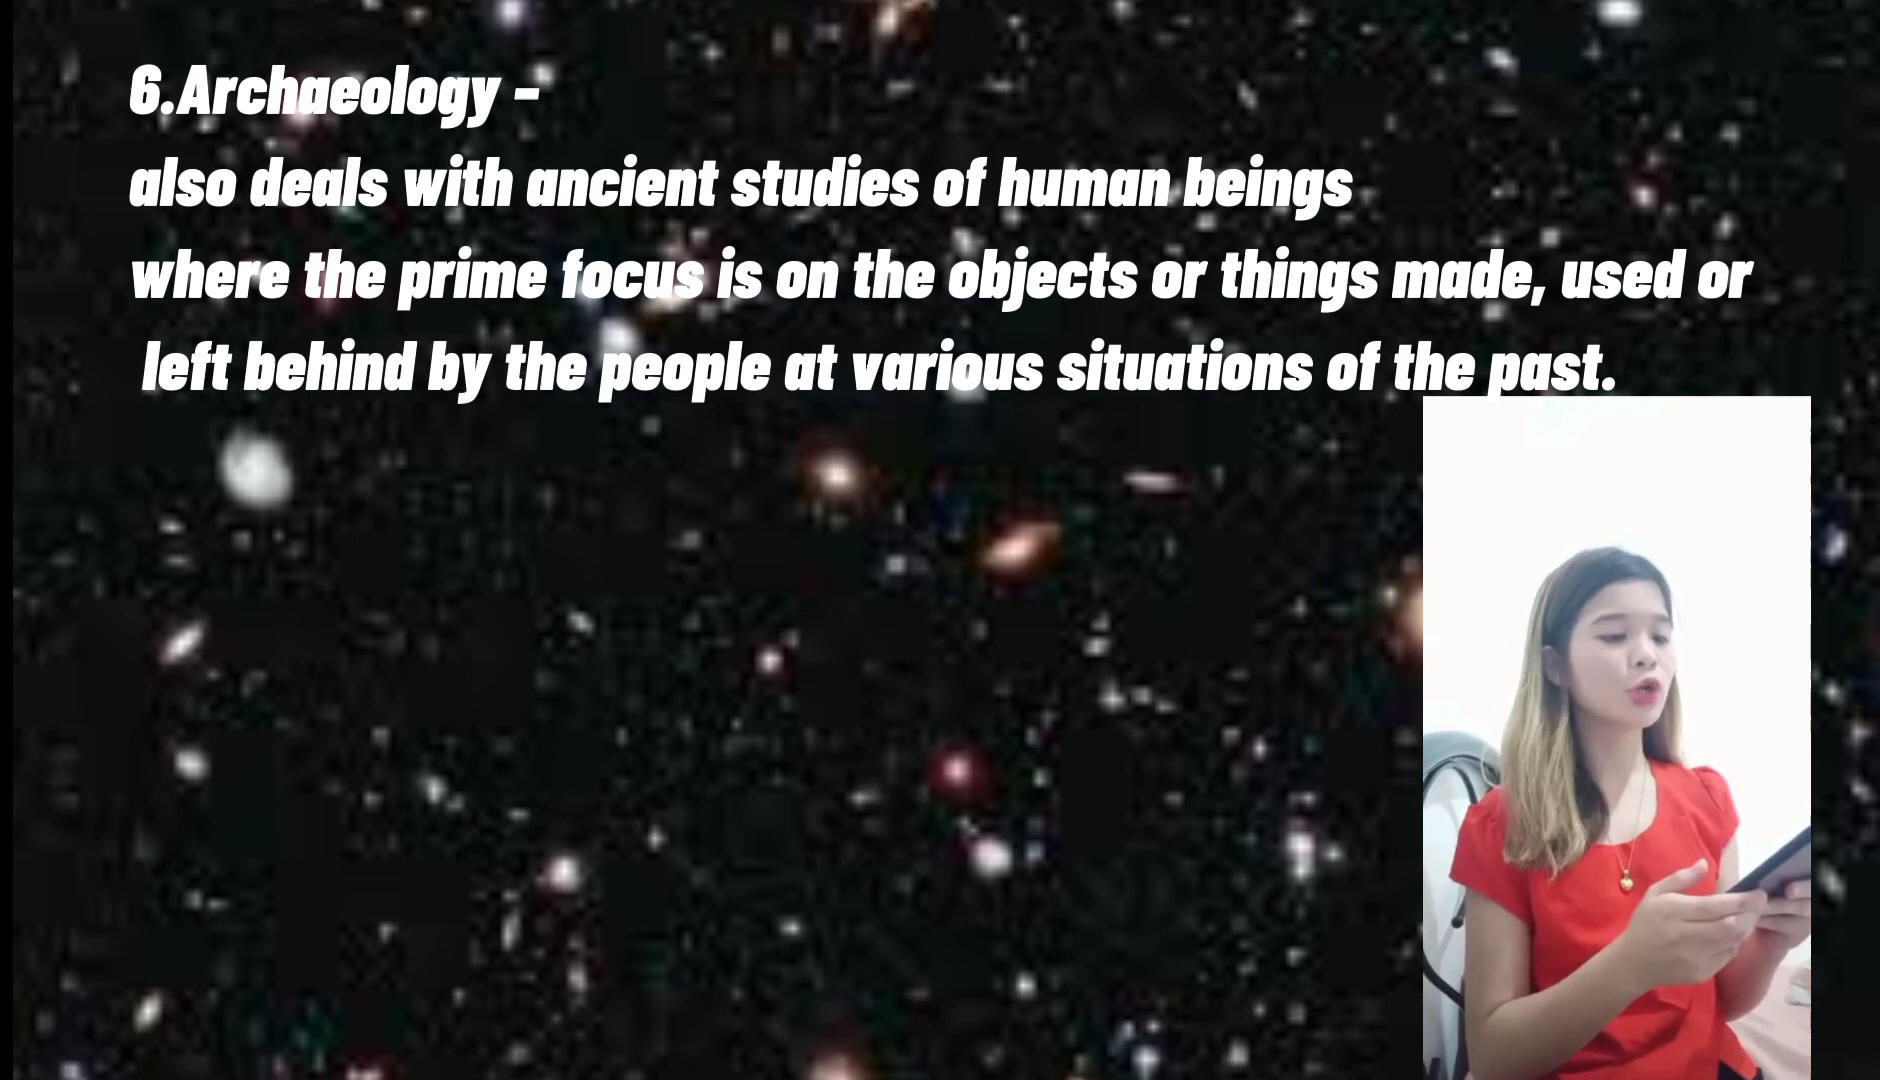 6.Archaeology -
also deals with ancient studies of human beings
where the prime focus is on the objects or things made, used or
left behind by the people at various situations of the past.